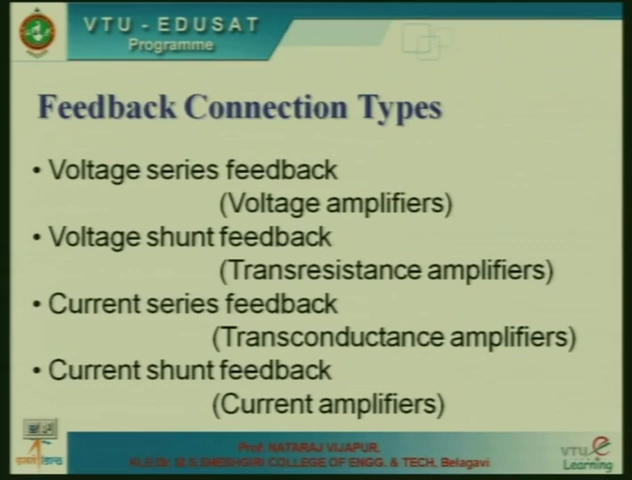 VTU - EDUSAT
Programme
Feedback Connection Types
• Voltage series feedback
(Voltage amplifiers)
• Voltage shunt feedback
(Transresistance amplifiers)
• Current series feedback
(Transconductance amplifiers)
• Current shunt feedback
(Current amplifiers)
Prof. NATARAJ VIJAPUR,
SHESHGIRI COLLEGE OF ENGG. & TECH, Belagavi
VTU e
Learning